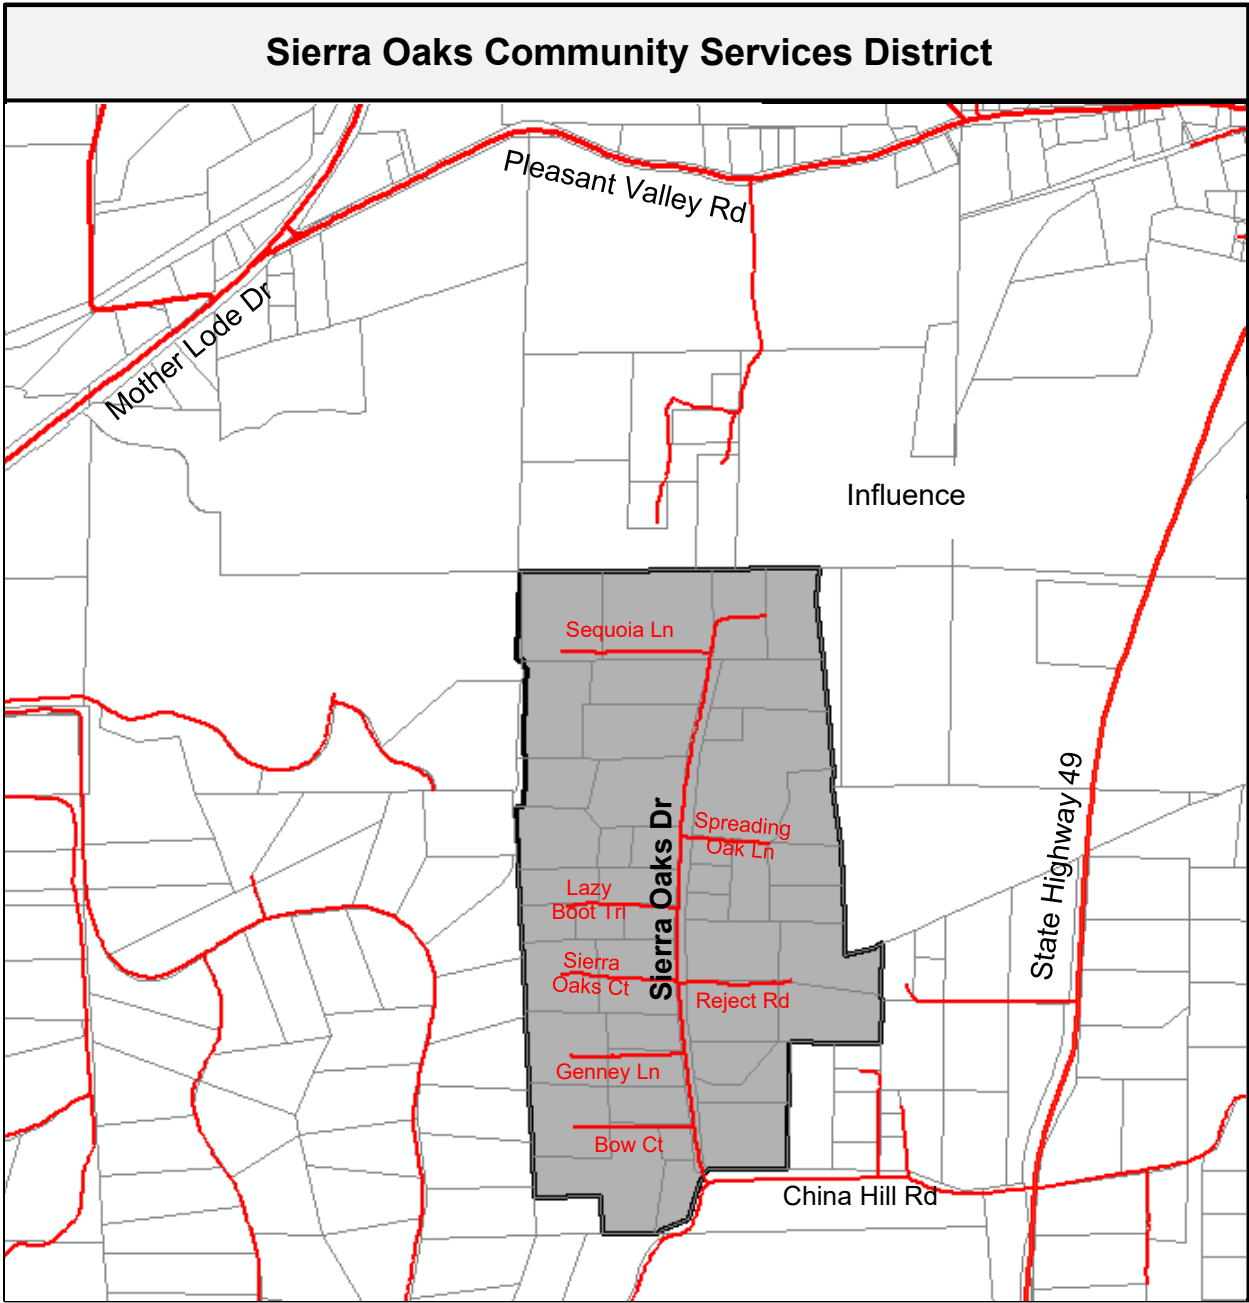 Sierra Oaks Community Services District
Pleasant Valley Rd
Mother Lode Dr
Influence
Sequoia Ln
State Highway 49
Sierra Oaks Dr
Spreading
Oak Ln
Lazy
Boot Trl
Sierra
Oaks Ct
Reject Rd
Genney Ln
Bow Ct
China Hill Rd